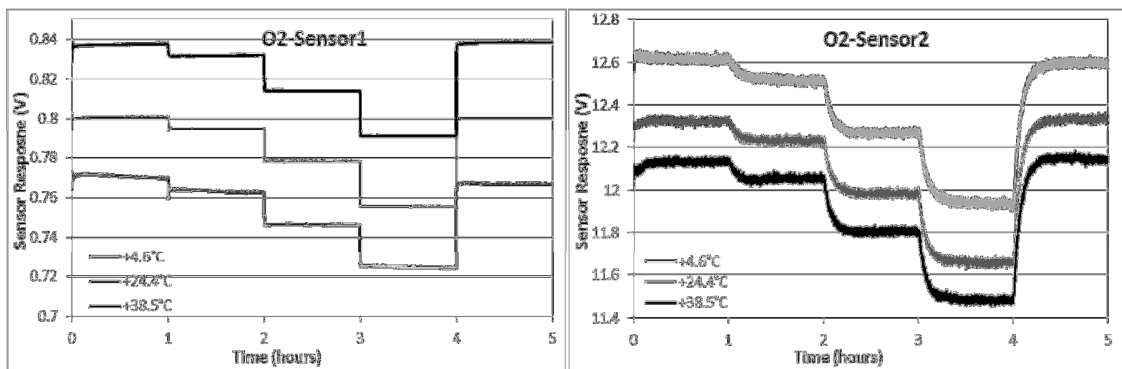 O2-Sensor1
Sensor Resposne (V)
0.84
0.82
0.8
0.78
0.76
0.74
0.72
0.7
+4.6°C
+24.4°C
+38.5°C
0 1 2 3 4 5
Time (hours)
O2-Sensor2
Sensor Resposne (V)
12.8
12.6
12.4
12.2
12
11.8
11.6
11.4
+4.6°C
+24.4°C
+38.5°C
0 1 2 3 4 5
Time (hours)